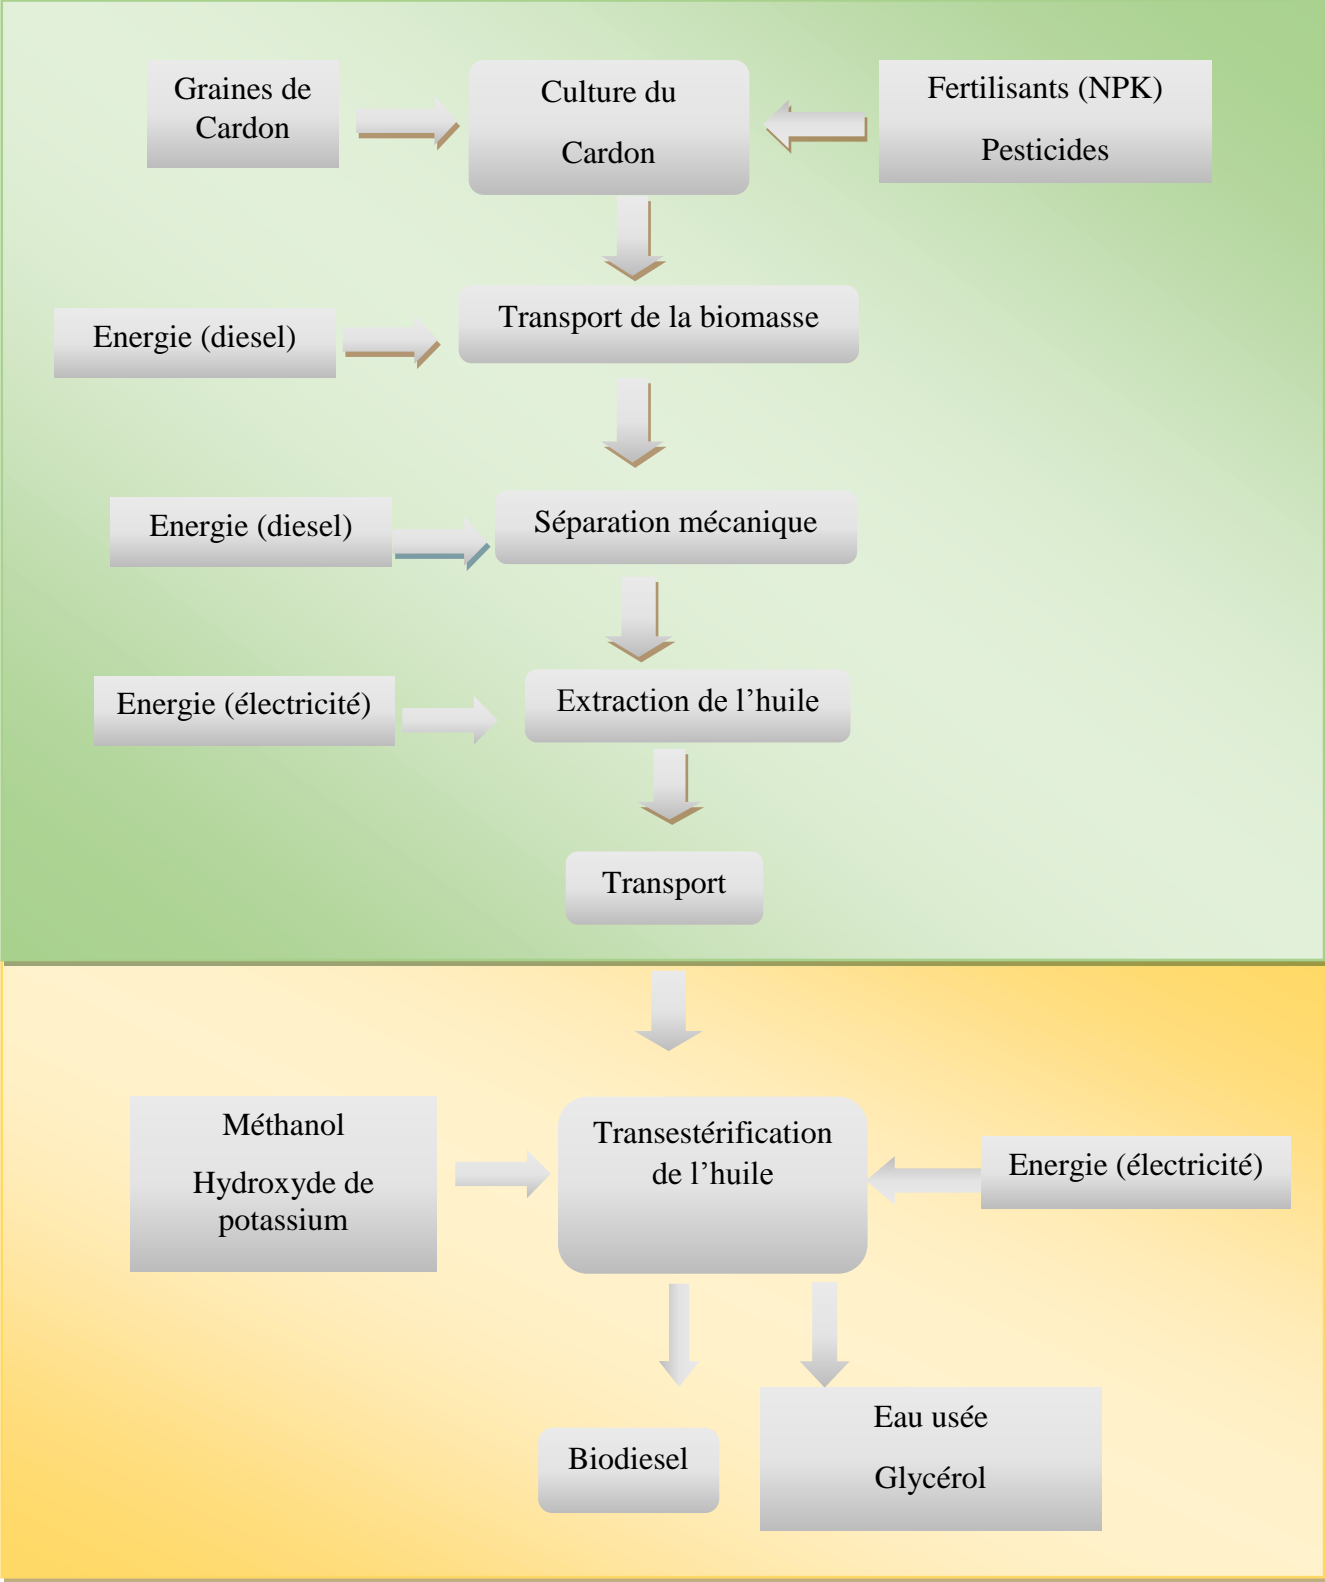 Graines de
Cardon
Culture du
Cardon
Fertilisants (NPK)
Pesticides
Energie (diesel)
Transport de la biomasse
Energie (diesel)
Séparation mécanique
Energie (électricité)
Extraction de l’huile
Transport
Méthanol
Hydroxyde de
potassium
Transestérification
de l’huile
Energie (électricité)
Biodiesel
Eau usée
Glycérol